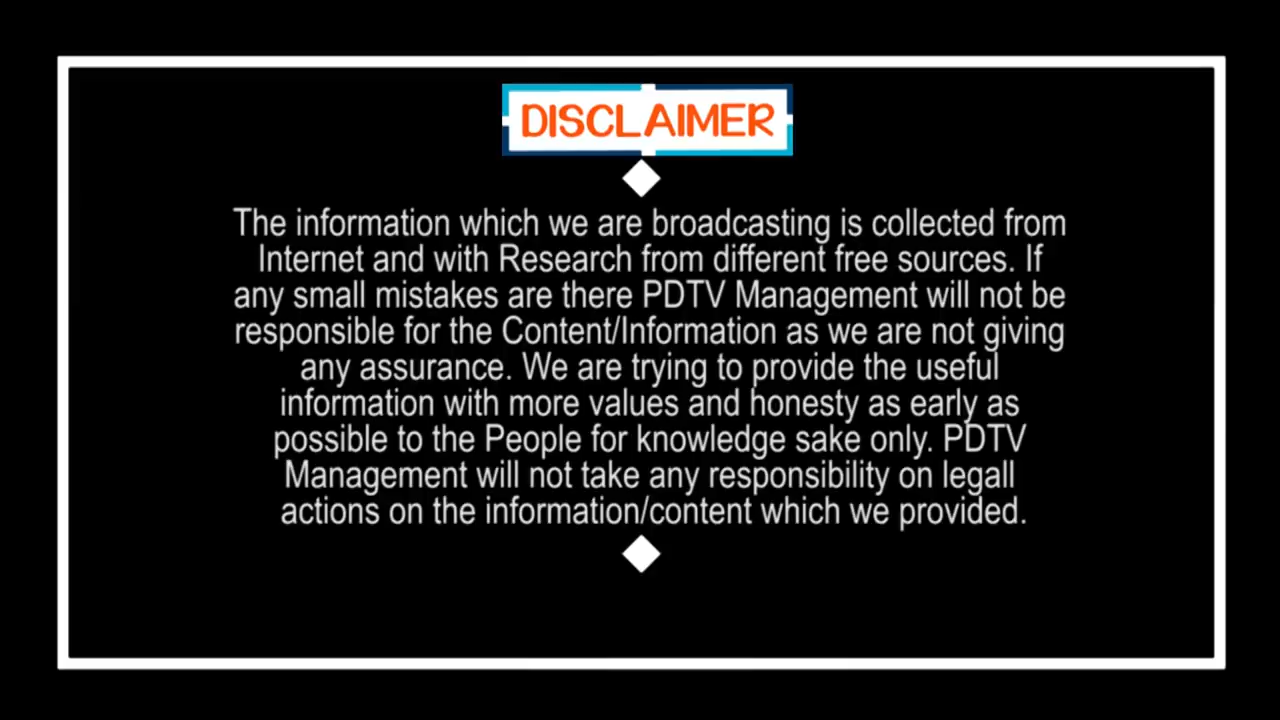 DISCLAIMER
The information which we are broadcasting is collected from
Internet and with Research from different free sources. If
any small mistakes are there PDTV Management will not be
responsible for the Content/Information as we are not giving
any assurance. We are trying to provide the useful
information with more values and honesty as early as
possible to the People for knowledge sake only. PDTV
Management will not take any responsibility on legall
actions on the information/content which we provided.